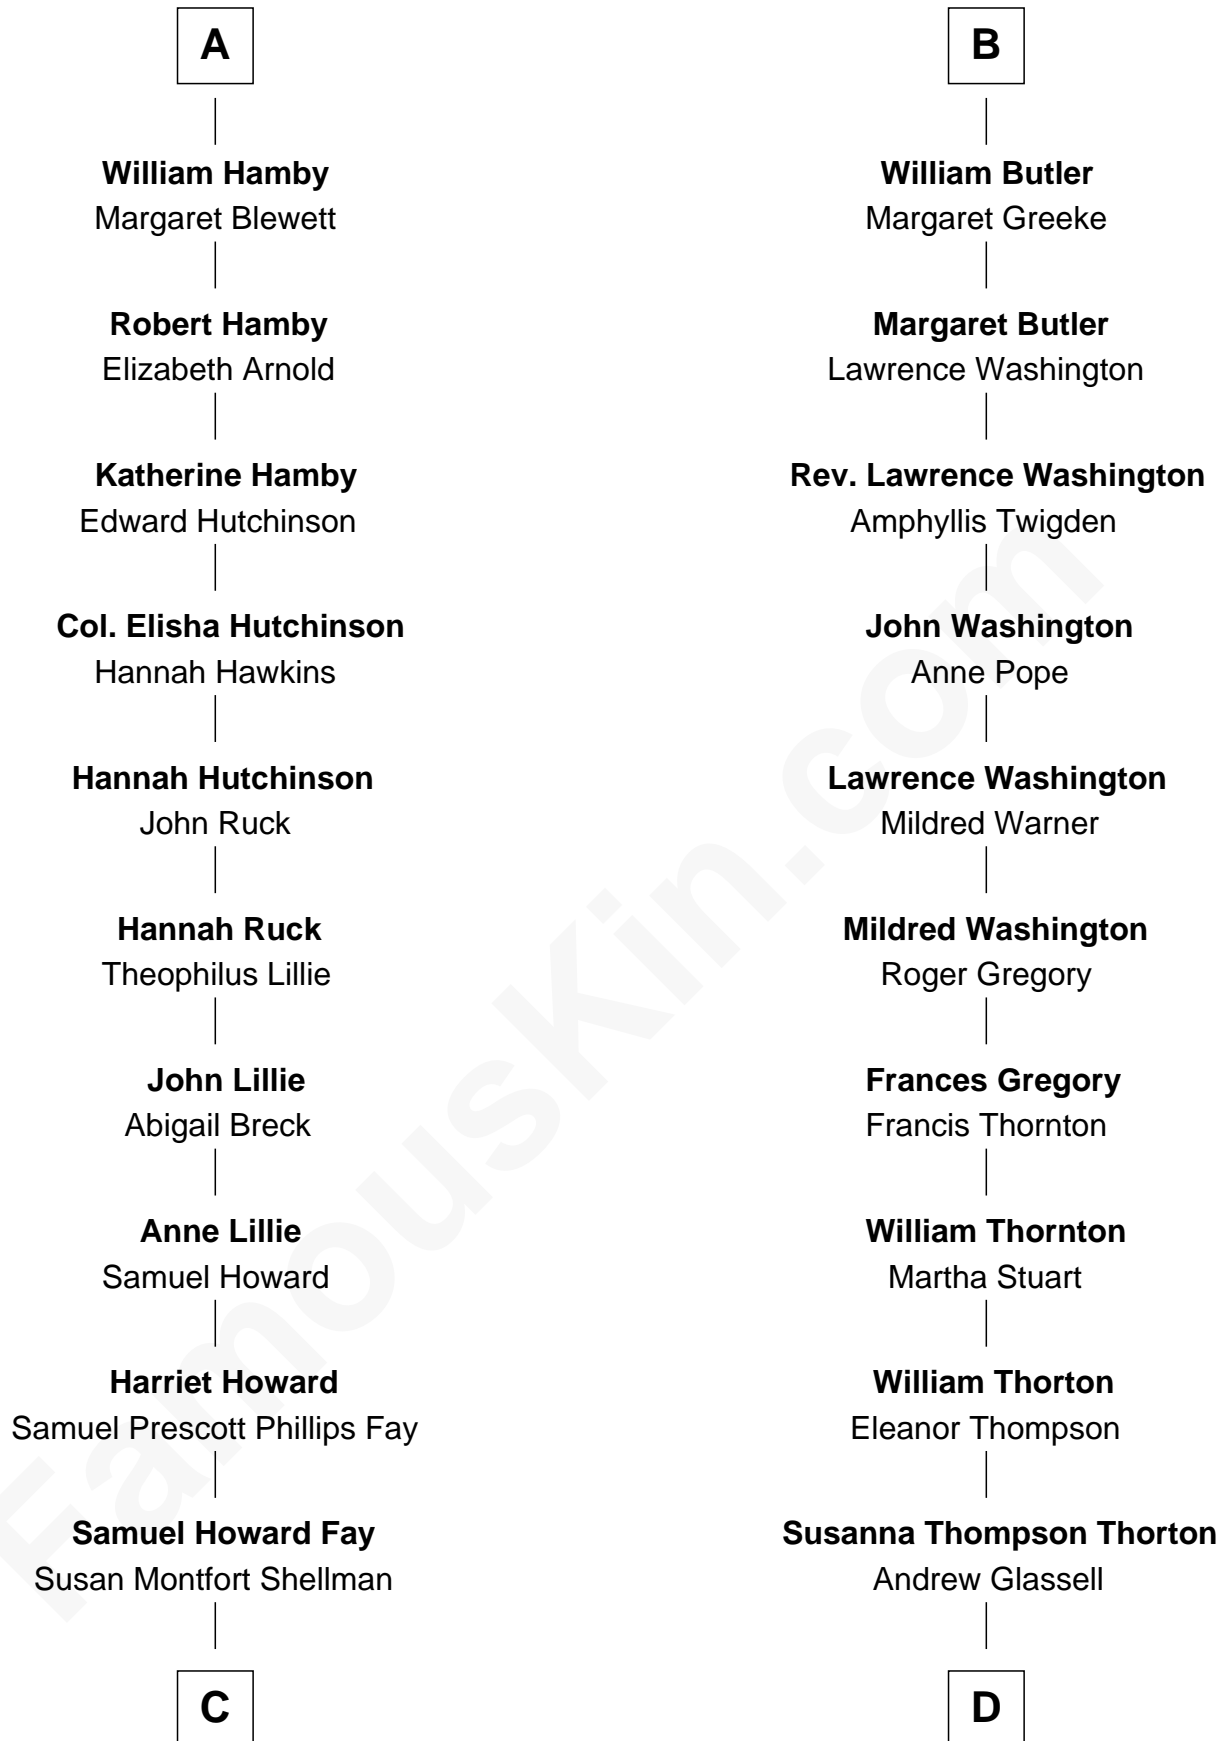 A
William Hamby
Margaret Blewett
Robert Hamby
Elizabeth Arnold
Katherine Hamby
Edward Hutchinson
Col. Elisha Hutchinson
Hannah Hawkins
Hannah Hutchinson
John Ruck
Hannah Ruck
Theophilus Lillie
John Lillie
Abigail Breck
Anne Lillie
Samuel Howard
Harriet Howard
Samuel Prescott Phillips Fay
Samuel Howard Fay
Susan Montfort Shellman
C
B
William Butler
Margaret Greeke
Margaret Butler
Lawrence Washington
Rev. Lawrence Washington
Amphyllis Twigden
John Washington
Anne Pope
Lawrence Washington
Mildred Warner
Mildred Washington
Roger Gregory
Frances Gregory
Francis Thornton
William Thornton
Martha Stuart
William Thorton
Eleanor Thompson
Susanna Thompson Thorton
Andrew Glassell
D
FamousKin.com